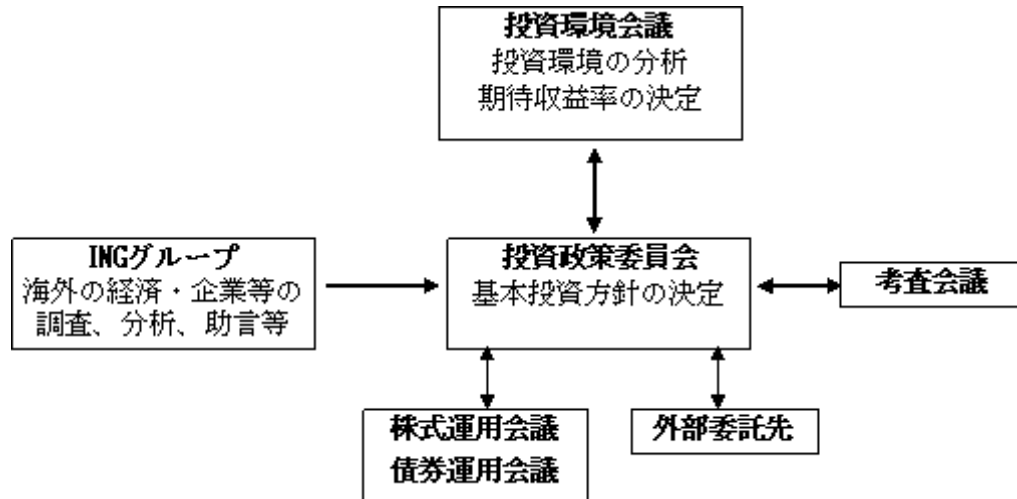 投資環境会議
投資環境の分析
期待収益率の決定
INGグループ
海外の経済・企業等の
調査、分析、助言等
投資政策委員会
基本投資方針の決定
考査会議
株式運用会議
債券運用会議
外部委託先